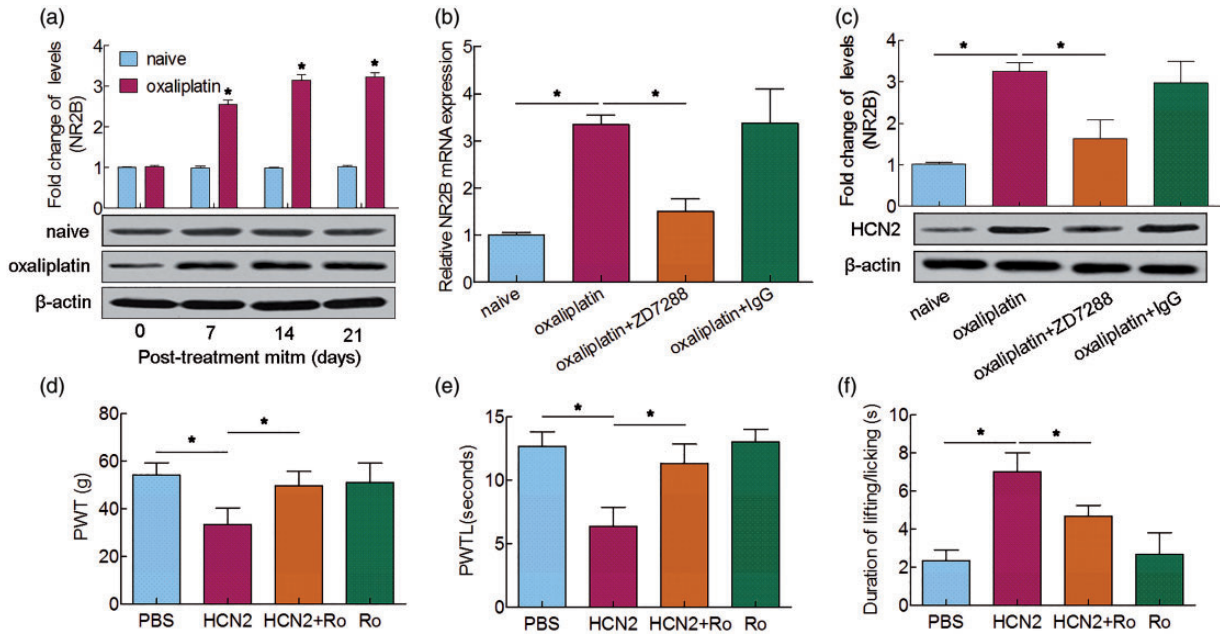 (a)
Fold change of levels
(NR2B)
4
3
2
1
0
naive
oxaliplatin
*
*
*
naive
oxaliplatin
β-actin
0 7 14 21
Post-treatment mitm (days)
(b)
Relative NR2B mRNA expression
5
4
3
2
1
0
* *
naive
oxaliplatin
oxaliplatin+ZD7288
oxaliplatin+IgG
(c)
Fold change of levels
(NR2B)
4
3
2
1
0
* *
HCN2
β-actin
naive
oxaliplatin
oxaliplatin+ZD7288
oxaliplatin+IgG
(d)
PWT (g)
80
60
40
20
0
* *
PBS HCN2 HCN2+Ro Ro
(e)
PWTL(seconds)
15
10
5
0
* *
PBS HCN2 HCN2+Ro Ro
(f)
Duration of lifting/licking (s)
10
8
6
4
2
0
* *
PBS HCN2 HCN2+Ro Ro